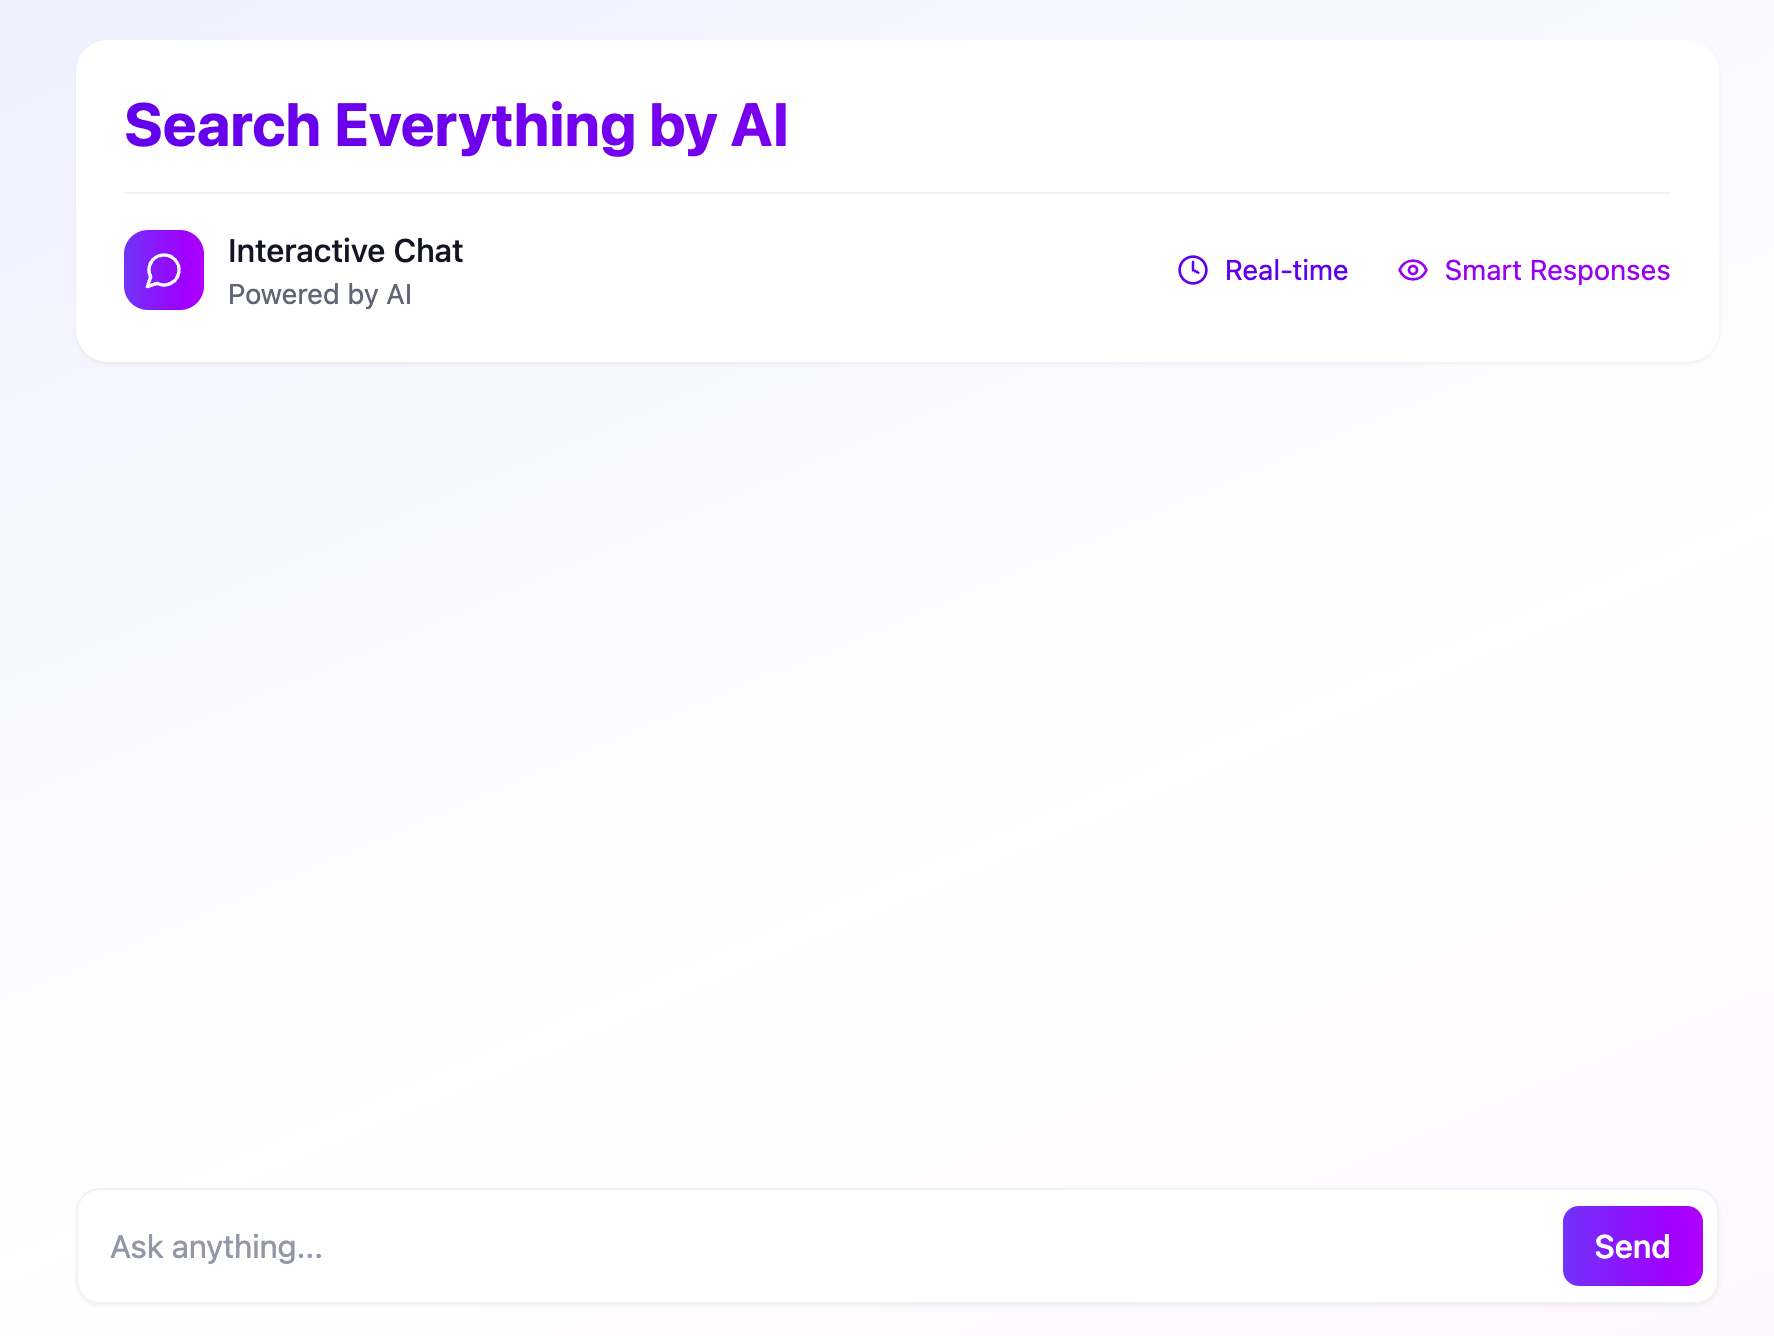 Search Everything by AI
Interactive Chat
Powered by AI
Real-time
Smart Responses
Ask anything...
Send